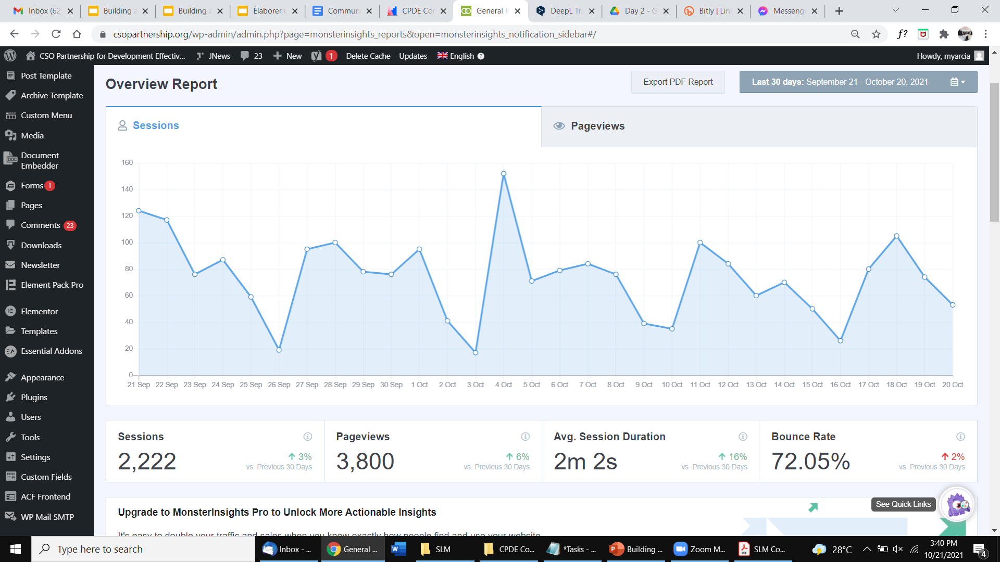 Inbox (62
Building a
Building a
Élaborer u
Commun
CPDE Co
General R
DeepL Tra
Day 2 - G
Bitly | Lin
Messenge
csopartnership.org/wp-admin/admin.php?page=monsterinsights_reports&open=monsterinsights_notification_sidebar#/
f?
CSO Partnership for Development Effectiv...
JNews
23
New
1
Delete Cache
Updates
English
Howdy, myarcia
Post Template
Archive Template
Custom Menu
Media
Document
Embedder
Forms 1
Pages
Comments 23
Downloads
Newsletter
Element Pack Pro
Elementor
Templates
Essential Addons
Appearance
Plugins
Users
Tools
Settings
Custom Fields
ACF Frontend
WP Mail SMTP
Overview Report
Export PDF Report
Last 30 days: September 21 - October 20, 2021
Sessions
Pageviews
160
140
120
100
80
60
40
20
0
21 Sep 22 Sep 23 Sep 24 Sep 25 Sep 26 Sep 27 Sep 28 Sep 29 Sep 30 Sep 1 Oct 2 Oct 3 Oct 4 Oct 5 Oct 6 Oct 7 Oct 8 Oct 9 Oct 10 Oct 11 Oct 12 Oct 13 Oct 14 Oct 15 Oct 16 Oct 17 Oct 18 Oct 19 Oct 20 Oct
Sessions
2,222
3%
vs. Previous 30 Days
Pageviews
3,800
6%
vs. Previous 30 Days
Avg. Session Duration
2m 2s
16%
vs. Previous 30 Days
Bounce Rate
72.05%
2%
vs. Previous 30 Days
Upgrade to MonsterInsights Pro to Unlock More Actionable Insights
It's easy to double your traffic and sales when you know exactly how people find and use your website.
See Quick Links
Type here to search
Inbox - ...
General ...
SLM
CPDE Co...
*Tasks - ...
Building ...
Zoom M...
SLM Co...
28°C
3:40 PM
10/21/2021
4